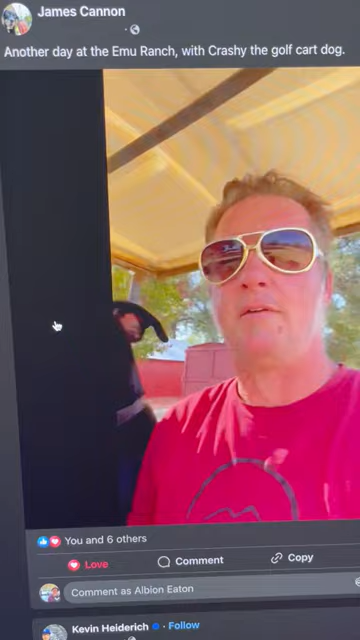 James Cannon
Another day at the Emu Ranch, with Crashy the golf cart dog.
You and 6 others
Love
Comment
Copy
Comment as Albion Eaton
Kevin Heiderich · Follow